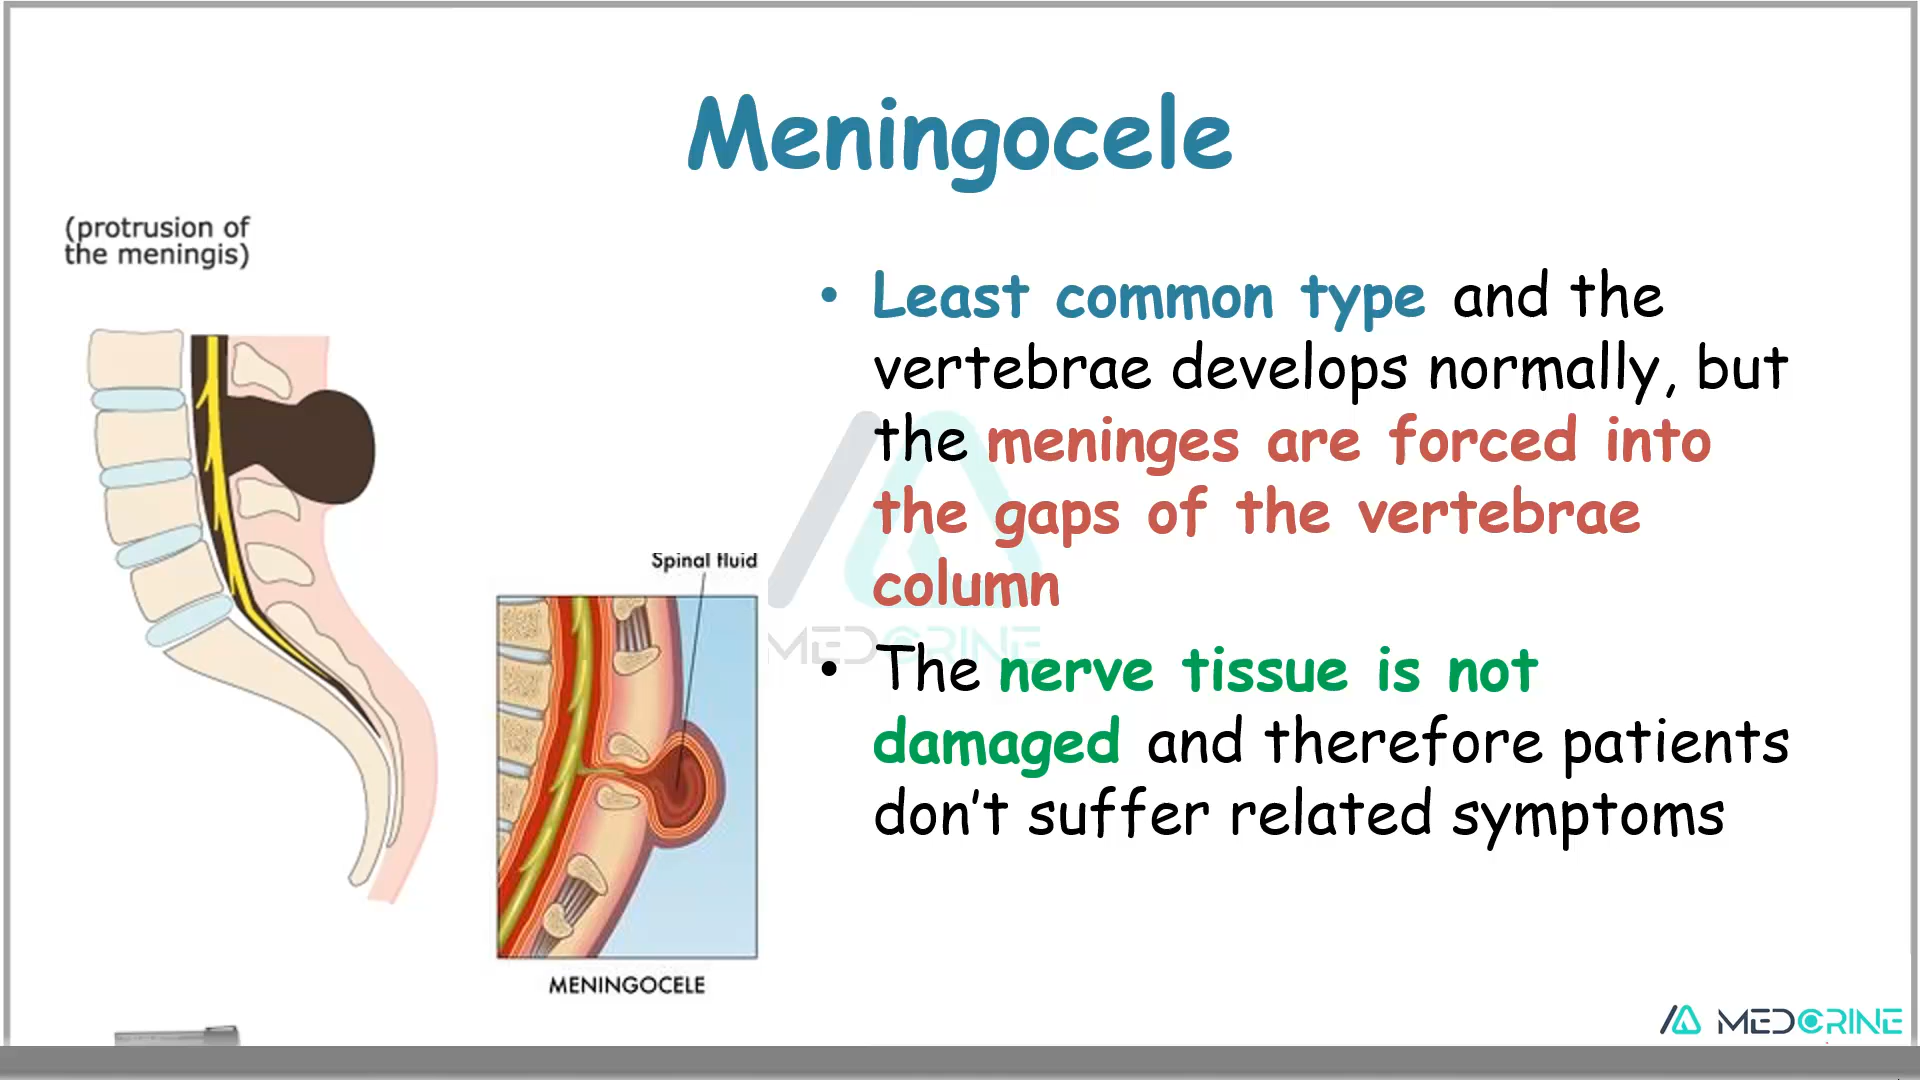 Meningocele
(protrusion of
the meningis)
• Least common type and the
vertebrae develops normally, but
the meninges are forced into
the gaps of the vertebrae
column
• The nerve tissue is not
damaged and therefore patients
don't suffer related symptoms
Spinal fluid
MENINGOCELE
MEDCRINE
MEDCRINE